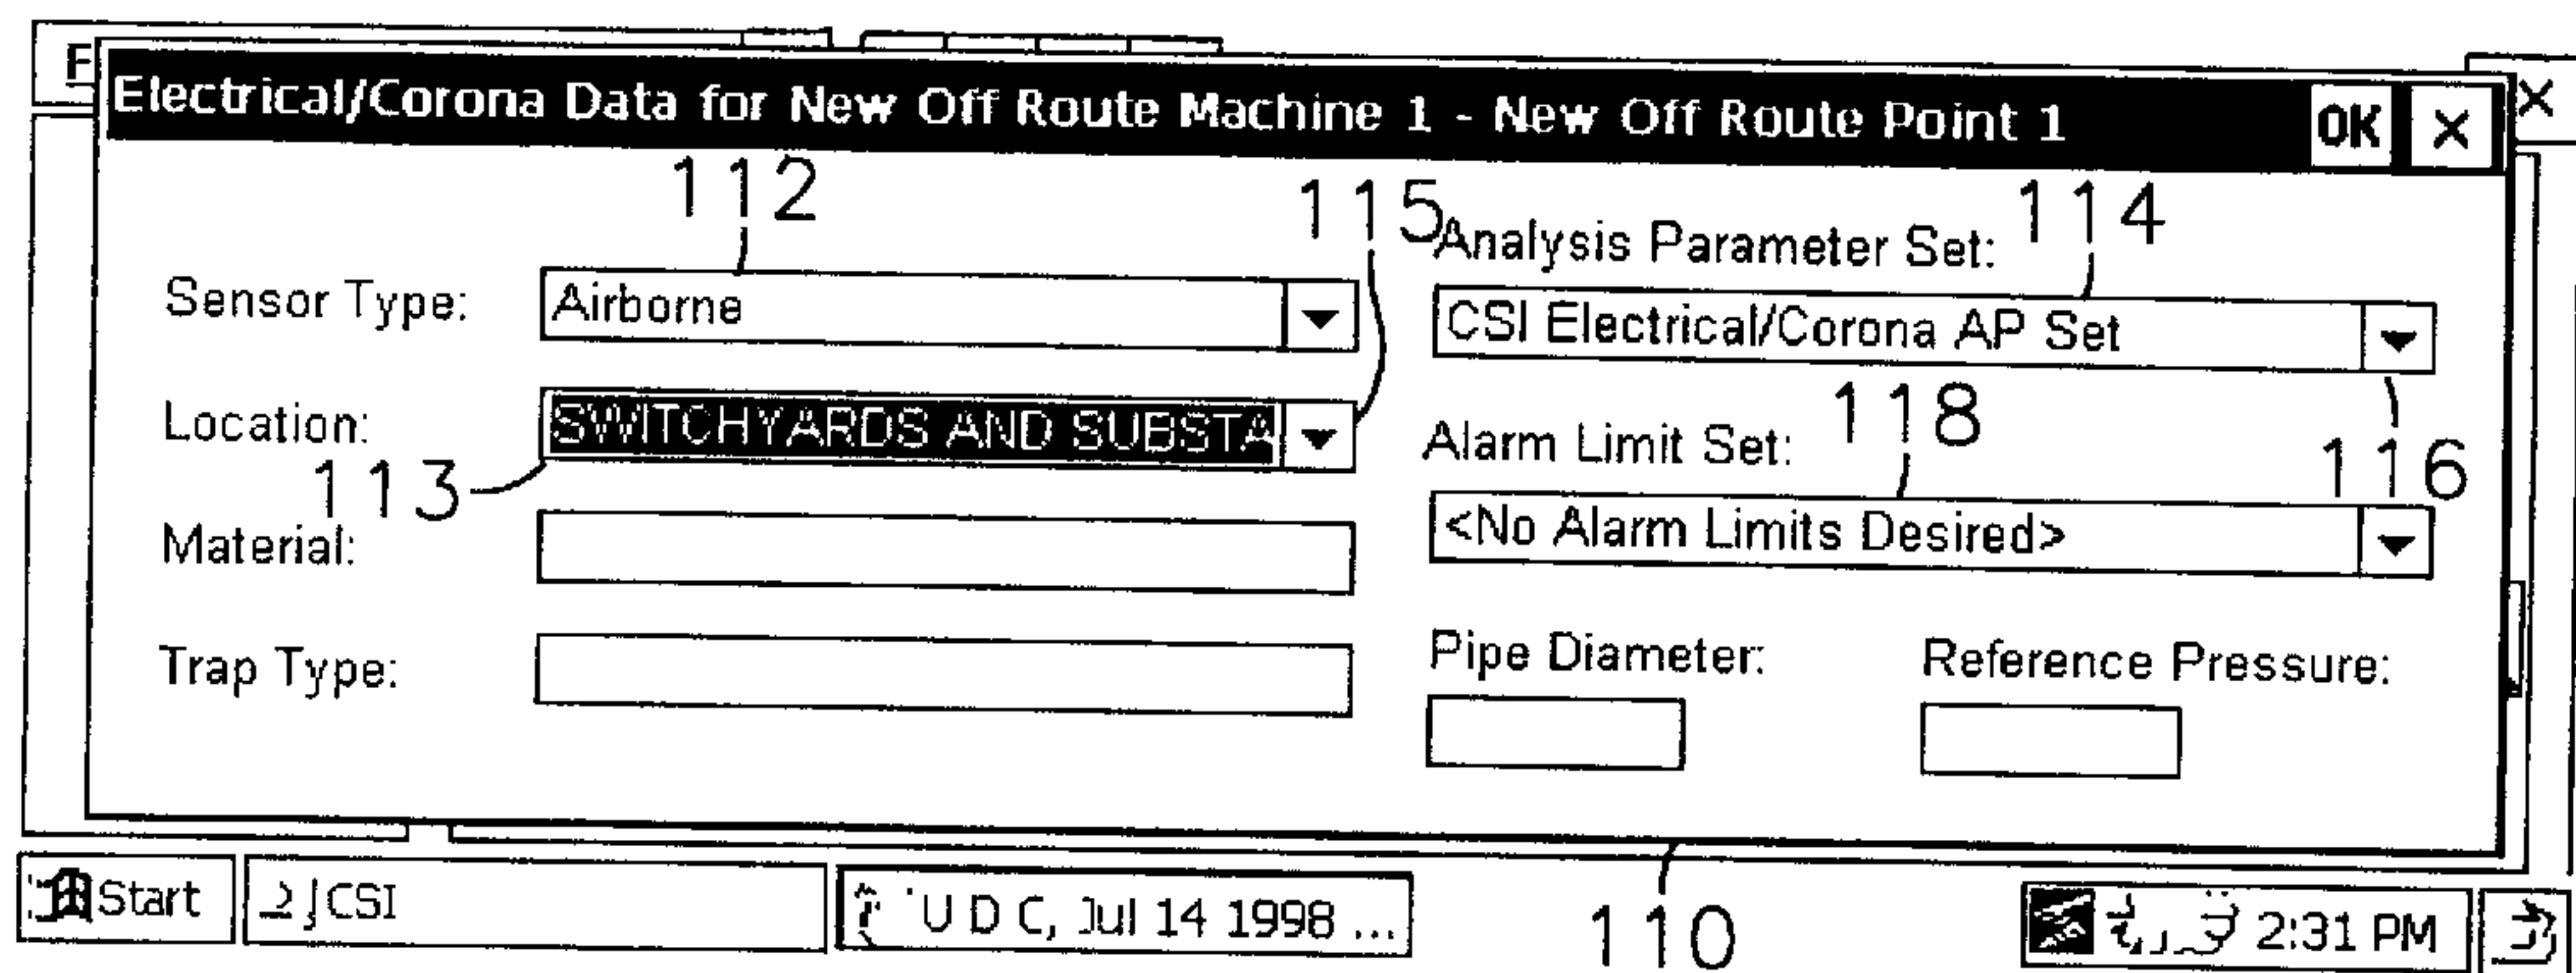 F
Electrical/Corona Data for New Off Route Machine 1 - New Off Route Point 1 OK X
X
112
115
114
Analysis Parameter Set:
Sensor Type: Airborne
CSI Electrical/Corona AP Set
Location: SWITCHYARDS AND SUBSTA
113
118
Alarm Limit Set:
116
Material:
<No Alarm Limits Desired>
Trap Type:
Pipe Diameter: Reference Pressure:
Start CSI U D C, Jul 14 1998 ... 2:31 PM
110